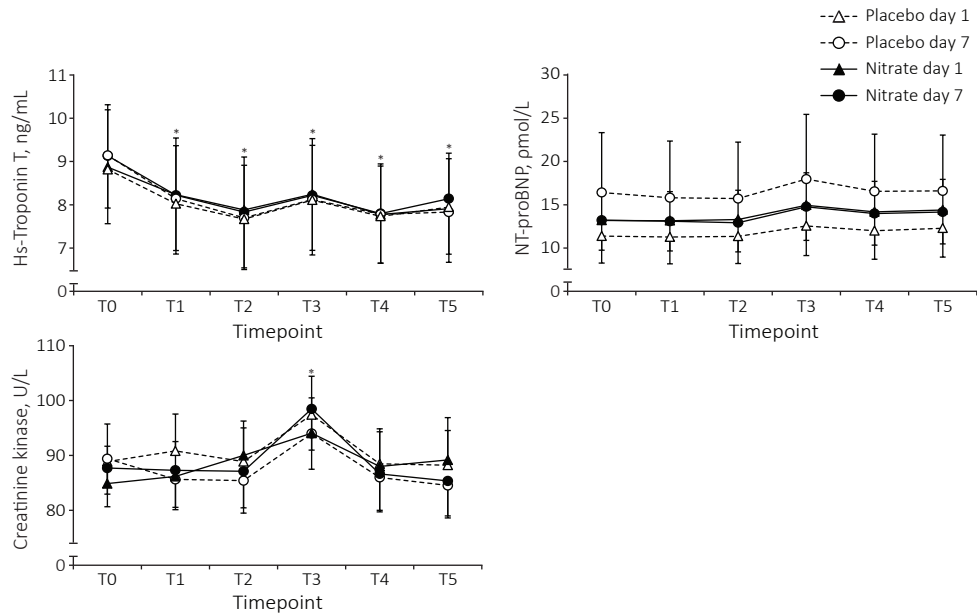 Placebo day 1
Placebo day 7
Nitrate day 1
Nitrate day 7
Hs-Troponin T, ng/mL
11
10
9
8
7
0
* * * * *
T0 T1 T2 T3 T4 T5
Timepoint
NT-proBNP, ρmol/L
30
25
20
15
10
0
T0 T1 T2 T3 T4 T5
Timepoint
Creatinine kinase, U/L
110
100
90
80
0
*
T0 T1 T2 T3 T4 T5
Timepoint